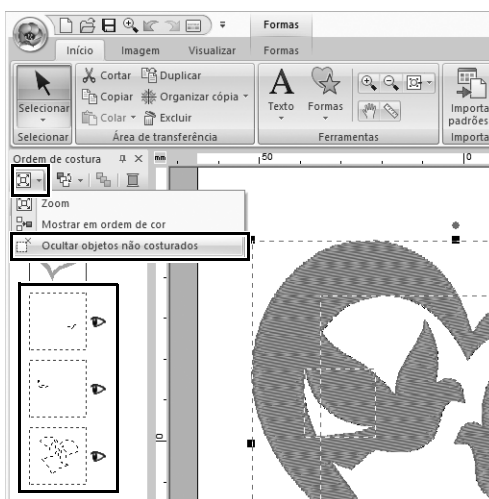 Formas
Início Imagem Visualizar Formas
Selecionar
Cortar Duplicar
Copiar Organizar cópia
Colar Excluir
Texto Formas
Importa
padrões
Selecionar Área de transferência Ferramentas Importa
Ordem de costura mm 50 0
Zoom
Mostrar em ordem de cor
Ocultar objetos não costurados
0